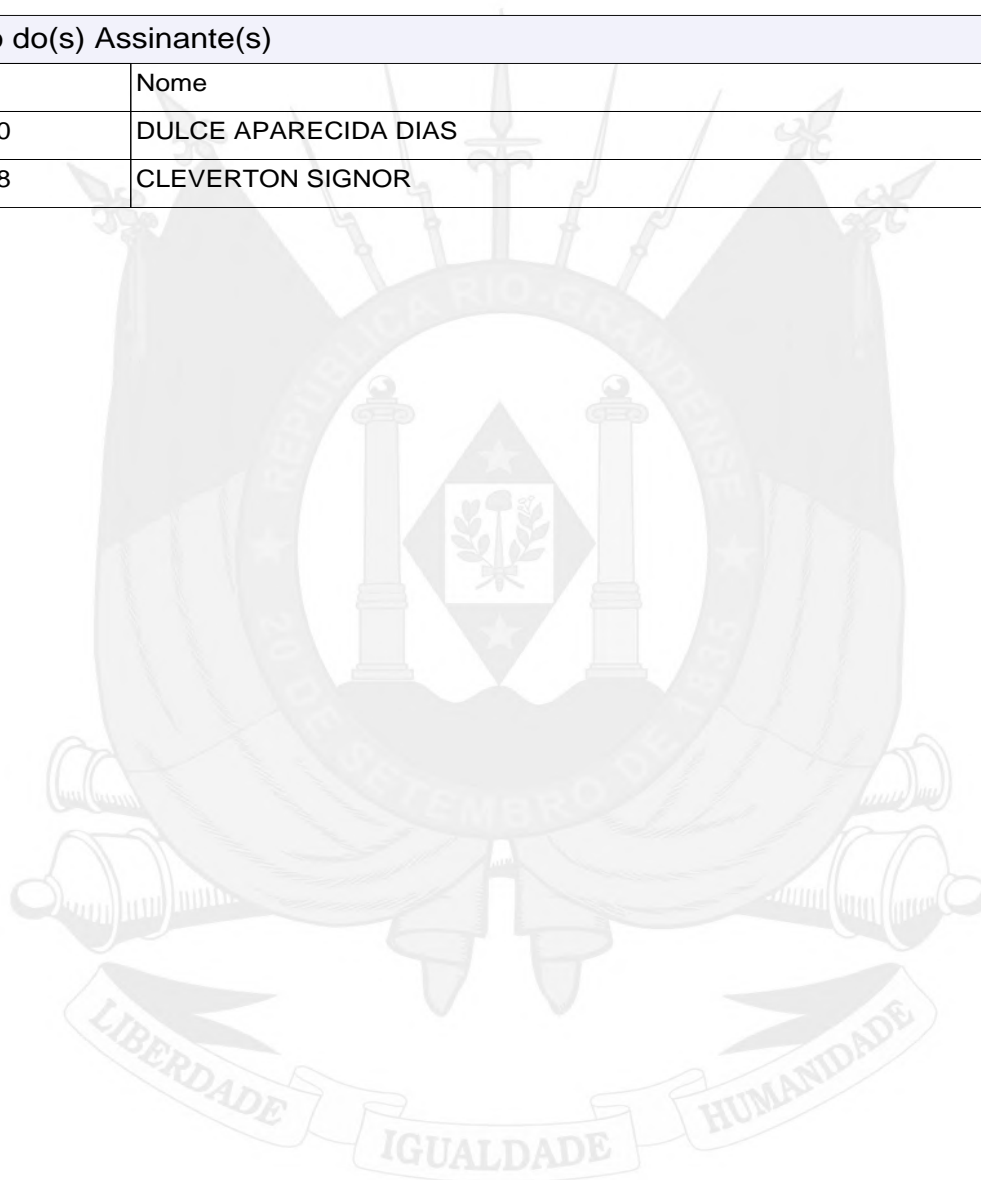 o do(s) Assinante(s)
Nome
0 DULCE APARECIDA DIAS
8 CLEVERTON SIGNOR
REPUBLICA RIO-GRANDENSE
20 DE SETEMBRO DE 1835
LIBERDADE IGUALDADE HUMANIDADE